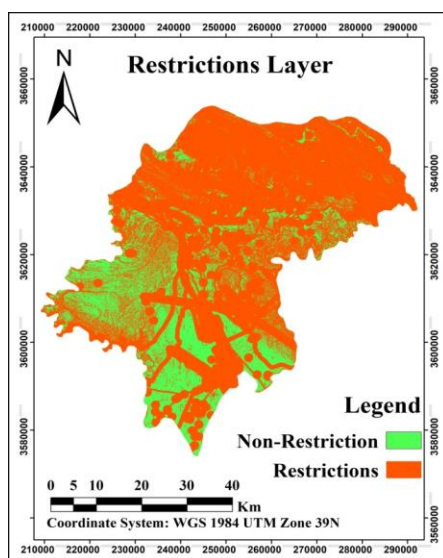 210000 220000 230000 240000 250000 260000 270000 280000 290000
N
Restrictions Layer
3660000
3640000
3620000
3600000
3580000
3560000
3660000
3640000
3620000
3600000
3580000
3560000
Legend
Non-Restriction
Restrictions
0 5 10 20 30 40
Km
Coordinate System: WGS 1984 UTM Zone 39N
210000 220000 230000 240000 250000 260000 270000 280000 290000